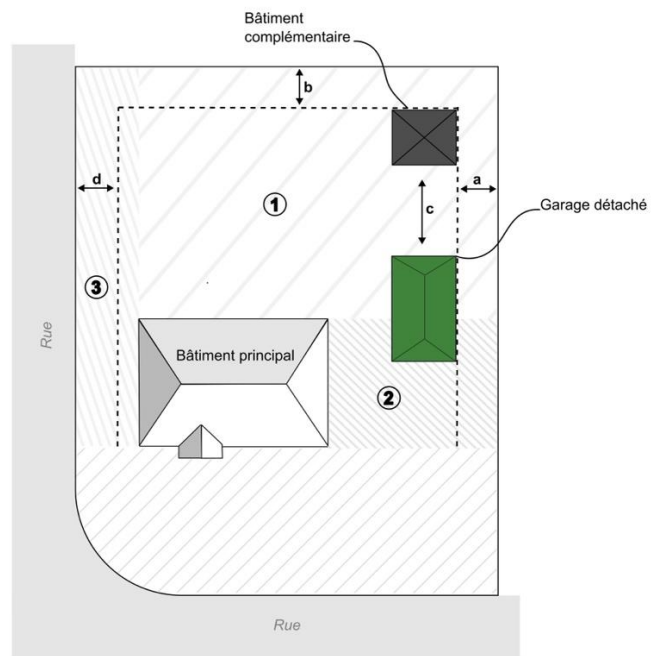 Bâtiment
complémentaire
b
d
a
1
c
Garage détaché
3
Rue
Bâtiment principal
2
Rue